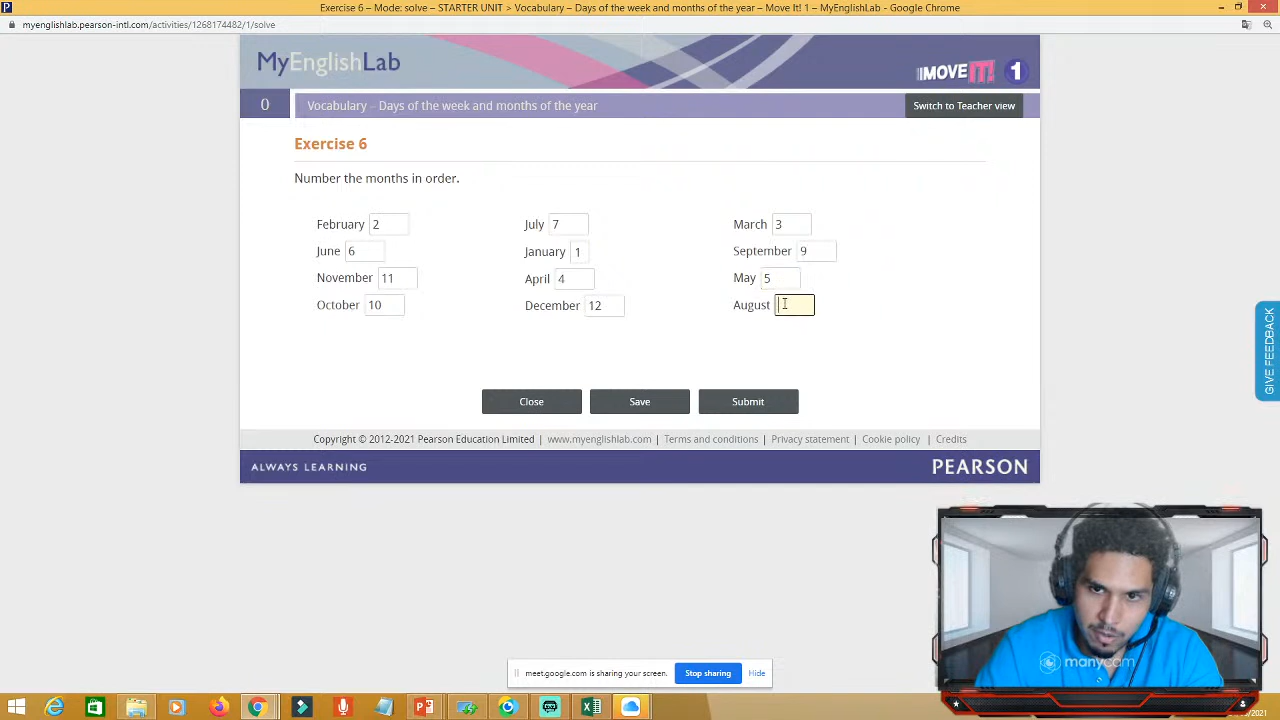 Exercise 6 – Mode: solve – STARTER UNIT > Vocabulary – Days of the week and months of the year – Move It! 1 – MyEnglishLab - Google Chrome
myenglishlab.pearson-intl.com/activities/1268174482/1/solve
MyEnglishLab
MOVE IT! 1
0
Vocabulary – Days of the week and months of the year
Switch to Teacher view
Exercise 6
Number the months in order.
February 2 July 7 March 3
June 6 January 1 September 9
November 11 April 4 May 5
October 10 December 12 August
Close Save Submit
Copyright © 2012-2021 Pearson Education Limited | www.myenglishlab.com | Terms and conditions | Privacy statement | Cookie policy | Credits
ALWAYS LEARNING PEARSON
GIVE FEEDBACK
manycam
meet.google.com is sharing your screen. Stop sharing Hide